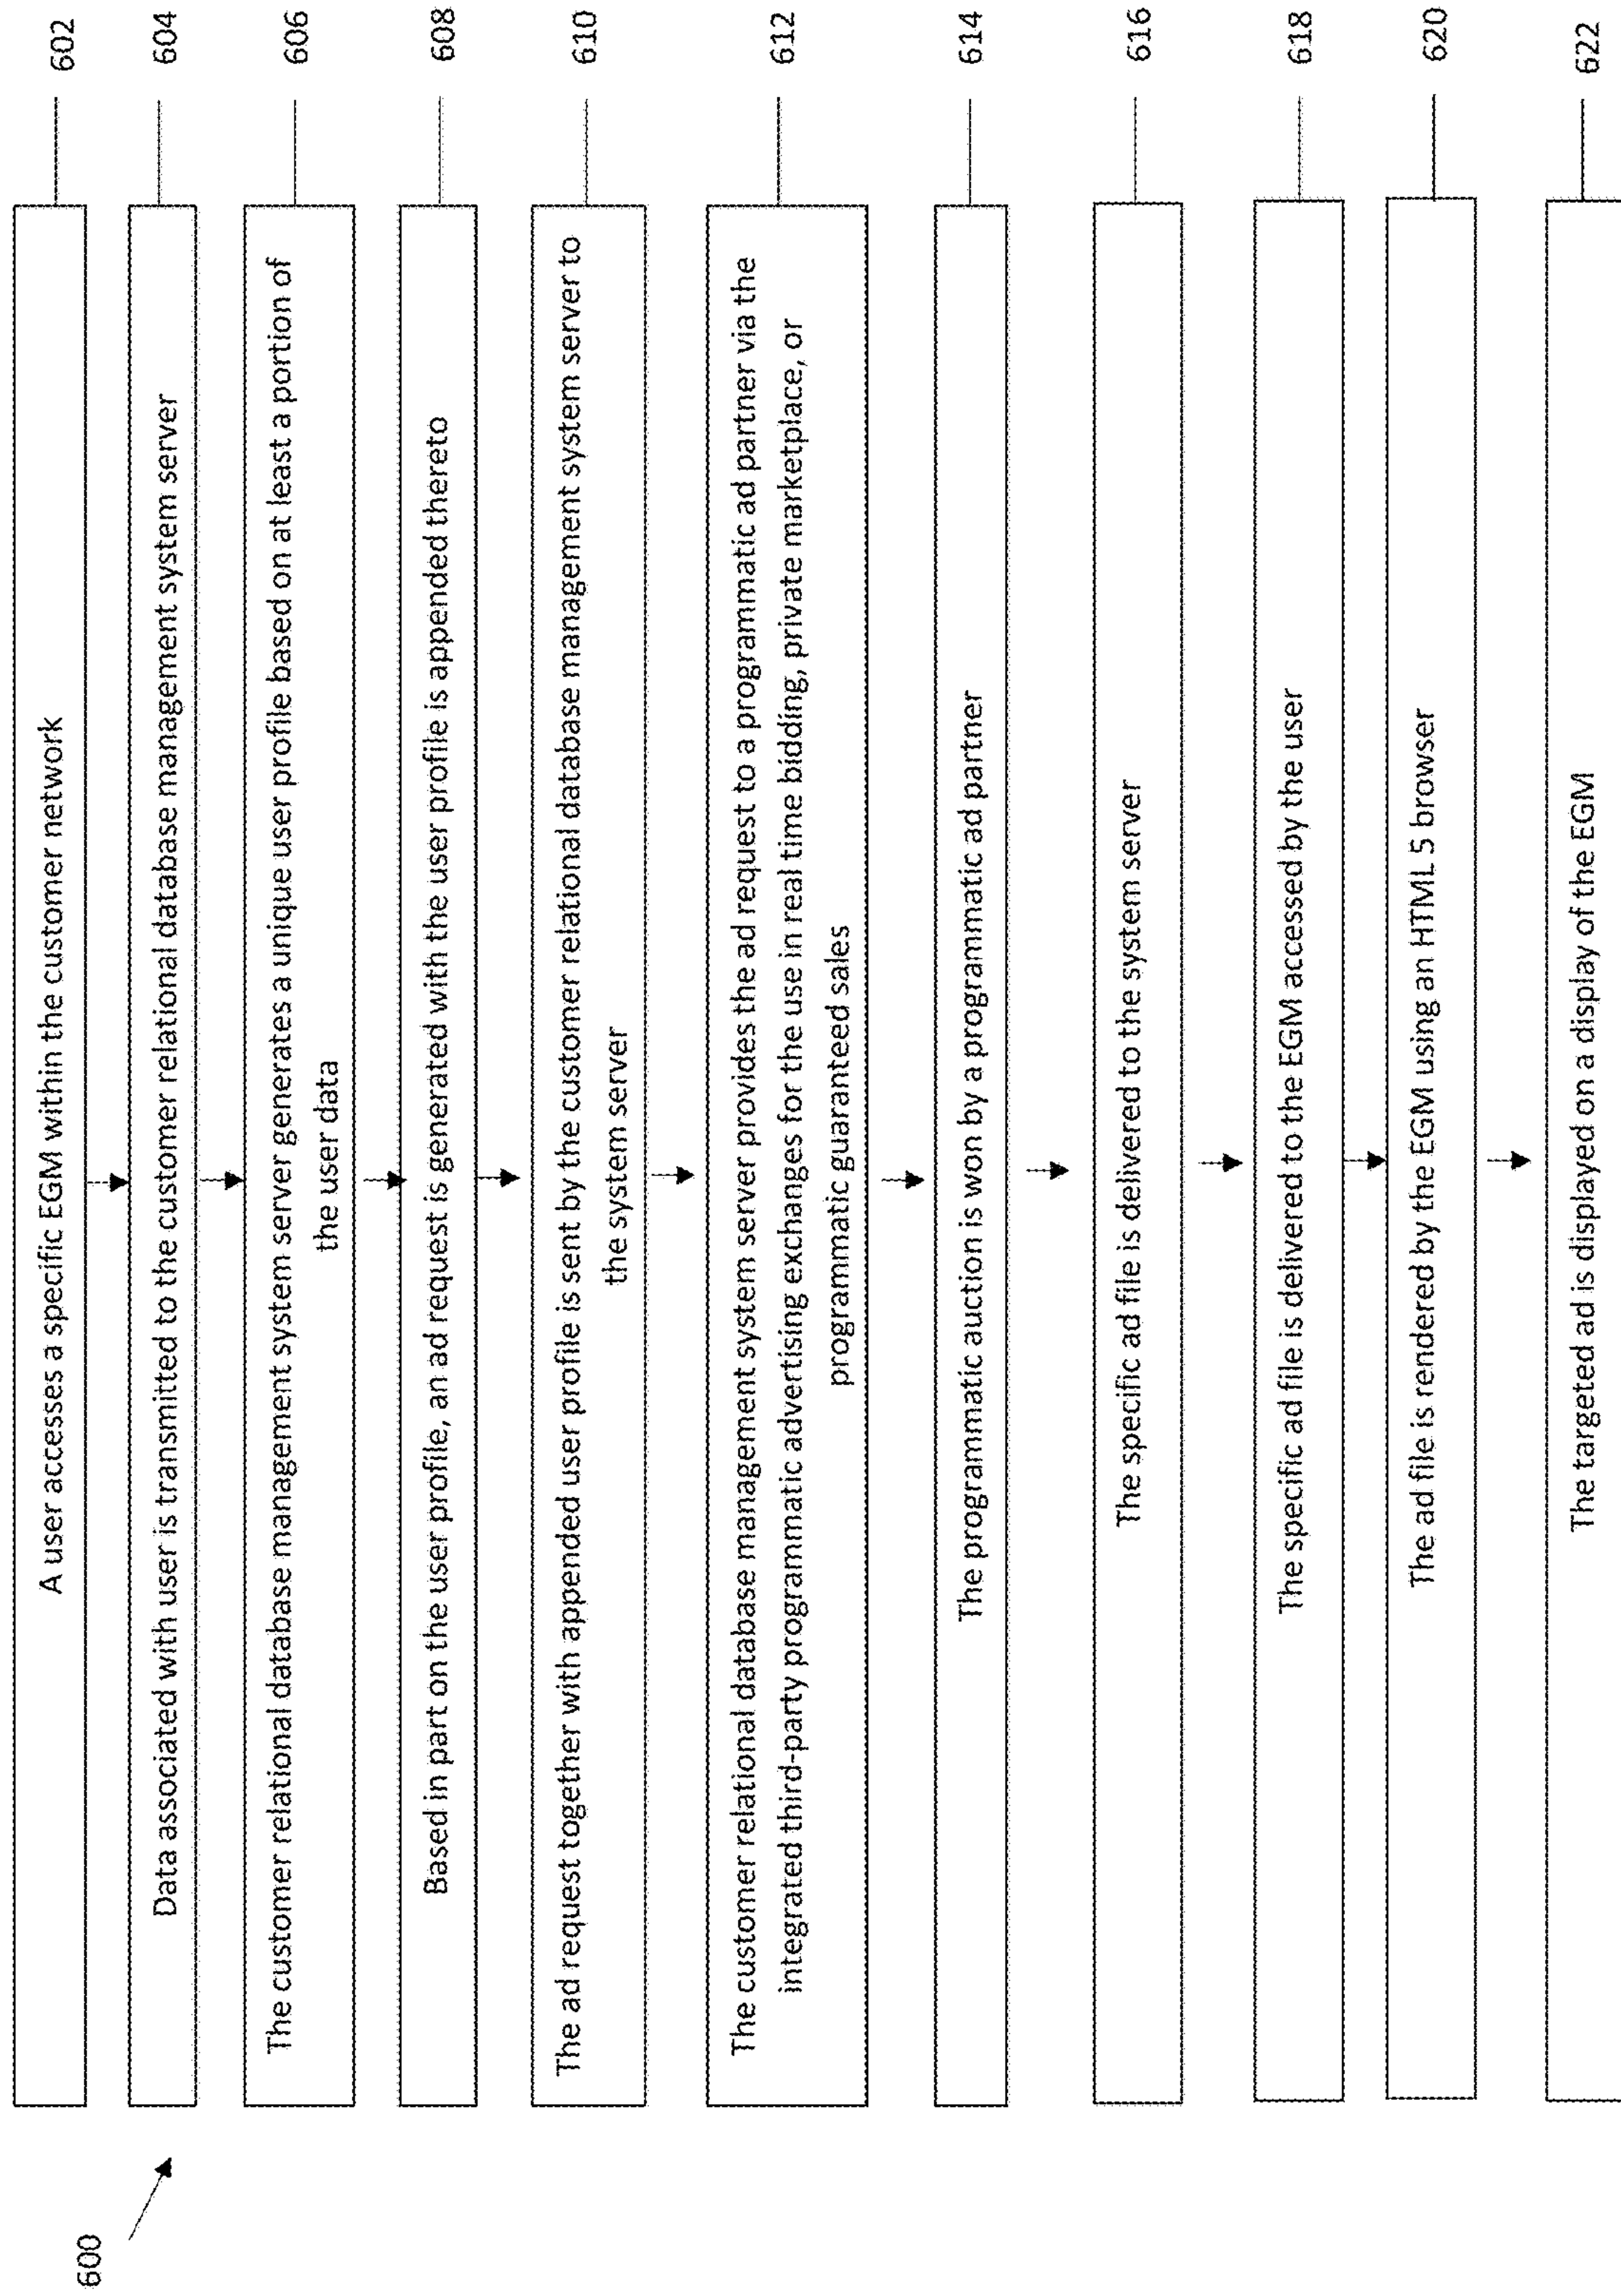 600
A user accesses a specific EGM within the customer network
602
Data associated with user is transmitted to the customer relational database management system server
604
The customer relational database management system server generates a unique user profile based on at least a portion of
the user data
606
Based in part on the user profile, an ad request is generated with the user profile is appended thereto
608
The ad request together with appended user profile is sent by the customer relational database management system server to
the system server
610
The customer relational database management system server provides the ad request to a programmatic ad partner via the
integrated third-party programmatic advertising exchanges for the use in real time bidding, private marketplace, or
programmatic guaranteed sales
612
The programmatic auction is won by a programmatic ad partner
614
The specific ad file is delivered to the system server
616
The specific ad file is delivered to the EGM accessed by the user
618
The ad file is rendered by the EGM using an HTML 5 browser
620
The targeted ad is displayed on a display of the EGM
622